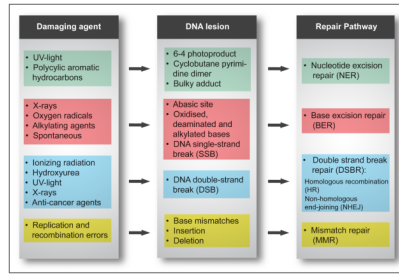 Damaging agent
DNA lesion
Repair Pathway
• UV-light
• Polycylic aromatic
hydrocarbons
• 6-4 photoproduct
• Cyclobutane pyrimi-
dine dimer
• Bulky adduct
• Nucleotide excision
repair (NER)
• X-rays
• Oxygen radicals
• Alkylating agents
• Spontaneous
• Abasic site
• Oxidised,
deaminated and
alkylated bases
• DNA single-strand
break (SSB)
• Base excision repair
(BER)
• Ionizing radiation
• Hydroxyurea
• UV-light
• X-rays
• Anti-cancer agents
• DNA double-strand
break (DSB)
• Double strand break
repair (DSBR):
Homologous recombination
(HR)
Non-homologous
end-joining (NHEJ)
• Replication and
recombination errors
• Base mismatches
• Insertion
• Deletion
• Mismatch repair
(MMR)